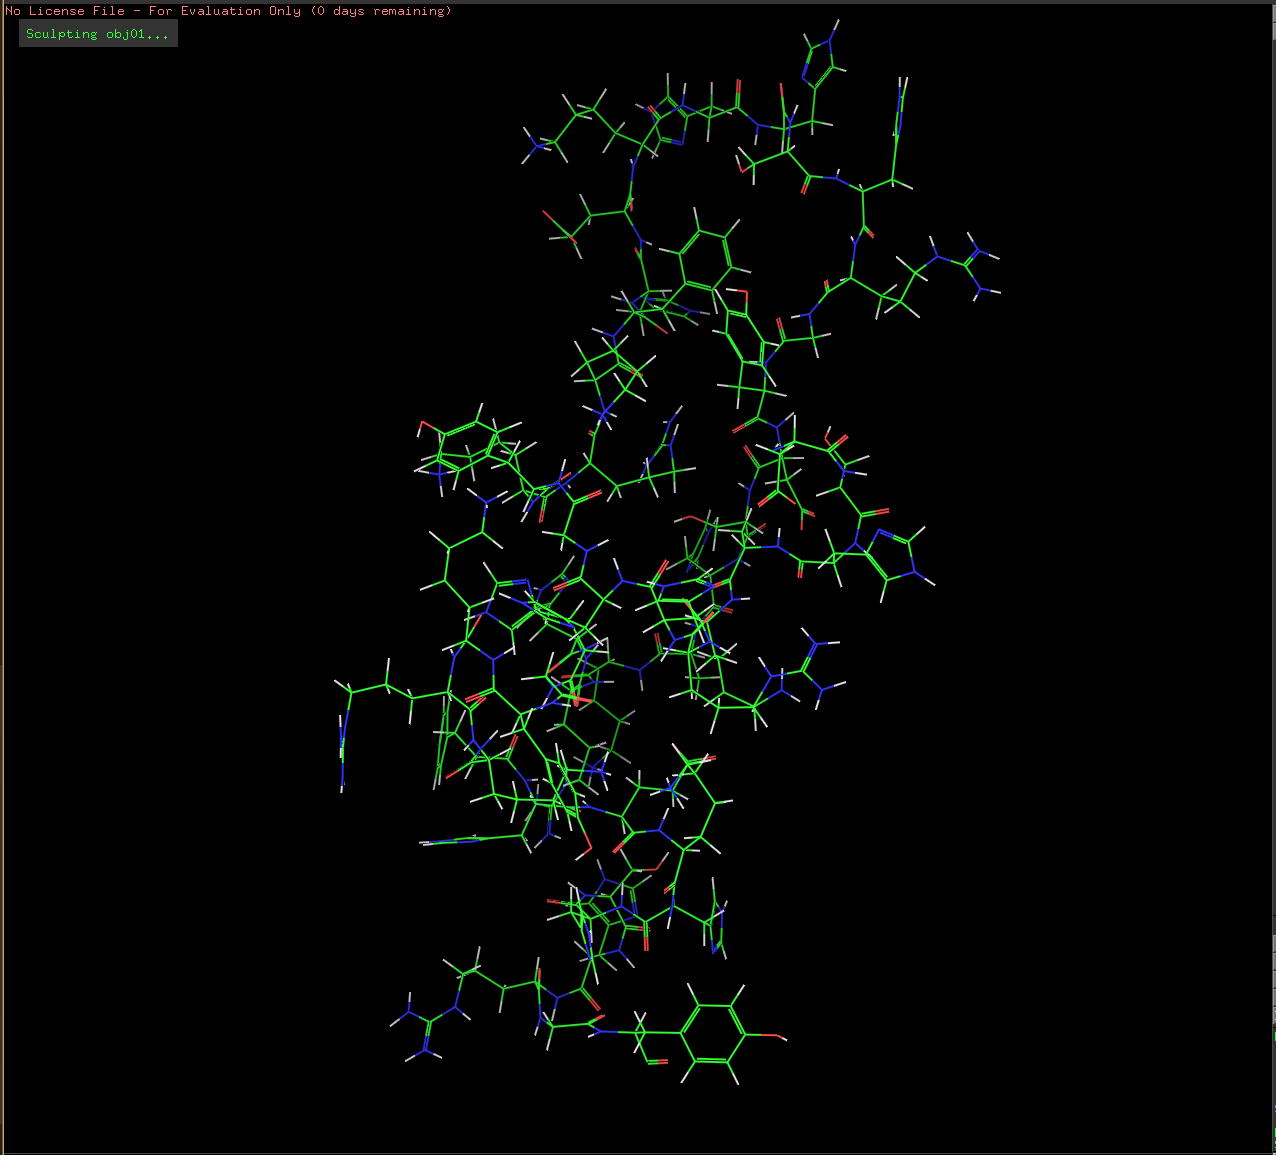 No License File - For Evaluation Only (0 days remaining)
Sculpting obj01...